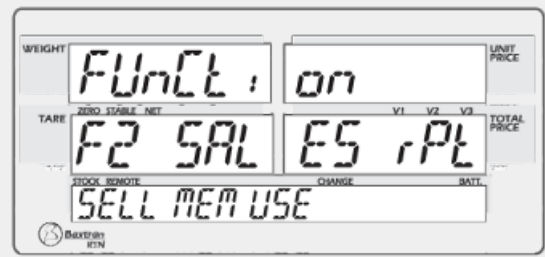 WEIGHT FUnCt i on UNIT PRICE
ZERO STABLE NET V1 V2 V3
TARE F2 SAL ES rPt TOTAL PRICE
STOCK REMOTE CHANGE BATT.
SELL MEM USE
Baxtran
RTN